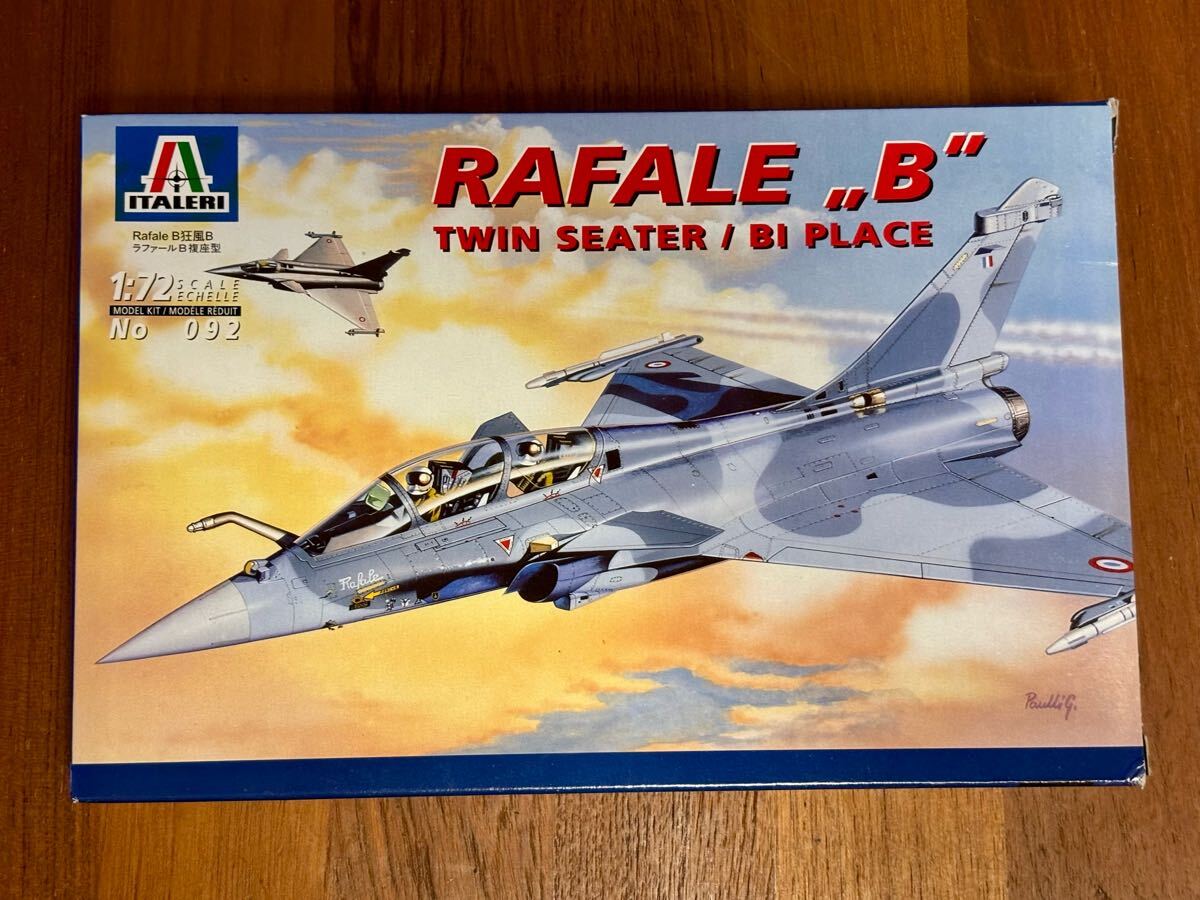 ITALERI
RAFALE „B”
TWIN SEATER / BI PLACE
Rafale B狂風B
ラファールB複座型
1:72 SCALE
ECHELLE
MODEL KIT / MODÈLE RÉDUIT
No 092
Rafale
Paulli G.